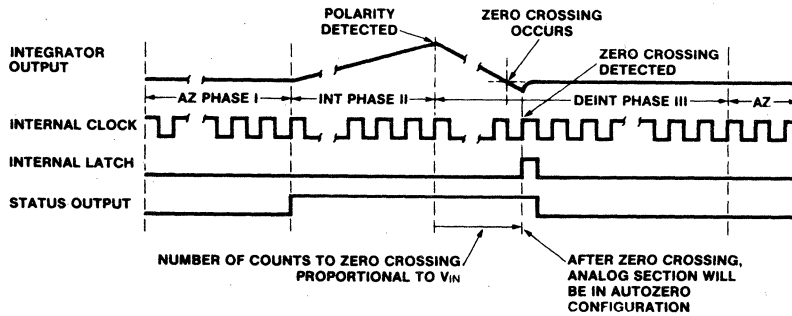 POLARITY
DETECTED
ZERO CROSSING
OCCURS
INTEGRATOR
OUTPUT
ZERO CROSSING
DETECTED
AZ PHASE I
INT PHASE II
DEINT PHASE III
AZ
INTERNAL CLOCK
INTERNAL LATCH
STATUS OUTPUT
NUMBER OF COUNTS TO ZERO CROSSING
PROPORTIONAL TO VIN
AFTER ZERO CROSSING,
ANALOG SECTION WILL
BE IN AUTOZERO
CONFIGURATION